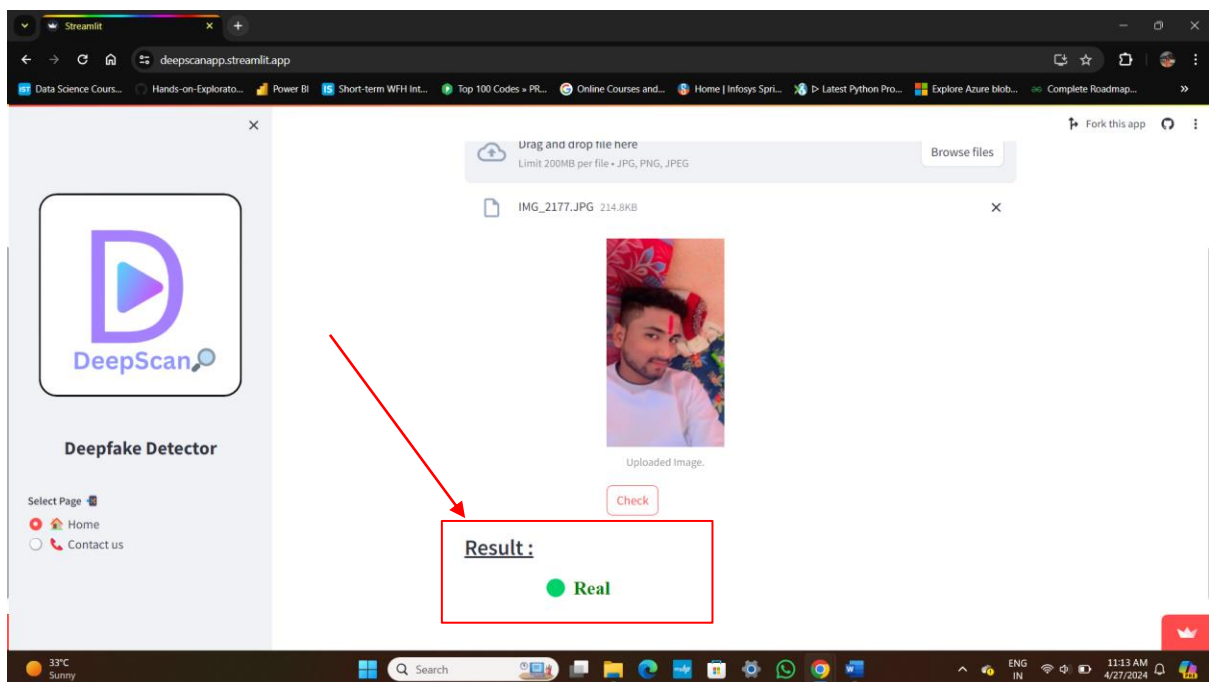 Streamlit
deepscanapp.streamlit.app
Data Science Cours... Hands-on-Explorato... Power BI IS Short-term WFH Int... Top 100 Codes » PR... Online Courses and... Home | Infosys Spri... ▷ Latest Python Pro... Explore Azure blob... Complete Roadmap... »
Fork this app
Drag and drop file here
Limit 200MB per file • JPG, PNG, JPEG
Browse files
IMG_2177.JPG 214.8KB
DeepScan
Deepfake Detector
Select Page
Home
Contact us
Uploaded Image.
Check
Result :
Real
33°C
Sunny
Search
ENG
IN
11:13 AM
4/27/2024